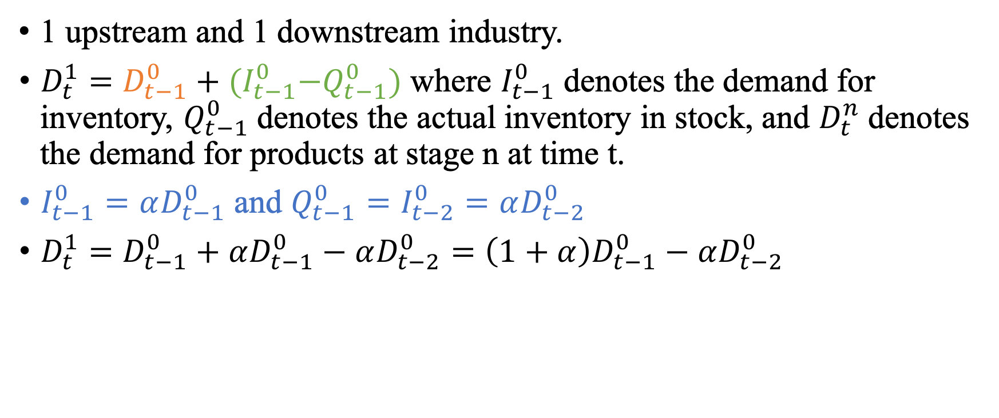 • 1 upstream and 1 downstream industry.
• $D_t^1 = D_{t-1}^0 + (I_{t-1}^0 - Q_{t-1}^0)$ where $I_{t-1}^0$ denotes the demand for
inventory, $Q_{t-1}^0$ denotes the actual inventory in stock, and $D_t^n$ denotes
the demand for products at stage n at time t.
• $I_{t-1}^0 = \alpha D_{t-1}^0$ and $Q_{t-1}^0 = I_{t-2}^0 = \alpha D_{t-2}^0$
• $D_t^1 = D_{t-1}^0 + \alpha D_{t-1}^0 - \alpha D_{t-2}^0 = (1 + \alpha)D_{t-1}^0 - \alpha D_{t-2}^0$